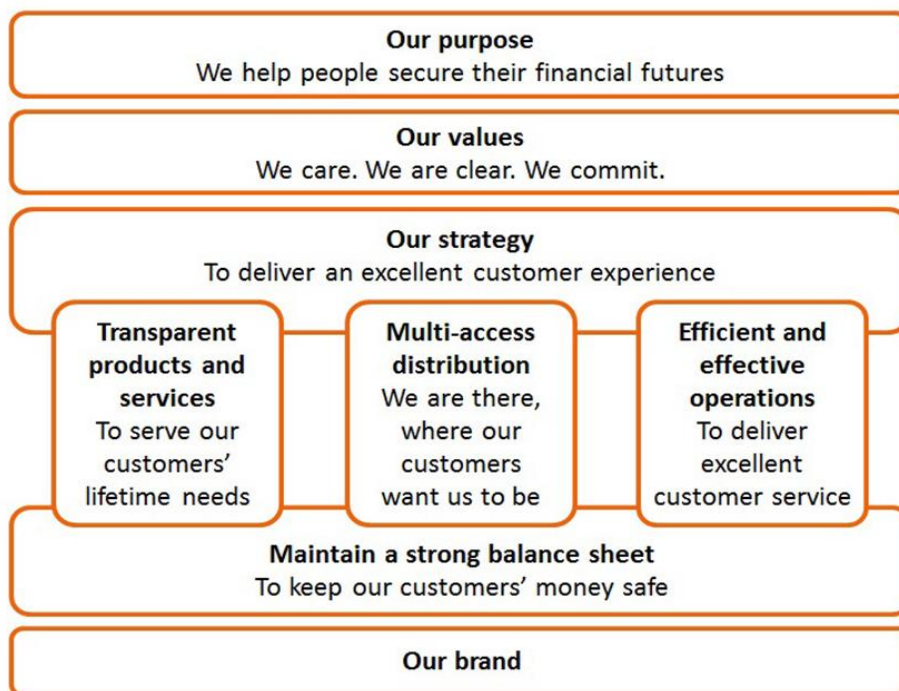 Our purpose
We help people secure their financial futures
Our values
We care. We are clear. We commit.
Our strategy
To deliver an excellent customer experience
Transparent
products and
services
To serve our
customers’
lifetime needs
Multi-access
distribution
We are there,
where our
customers
want us to be
Efficient and
effective
operations
To deliver
excellent
customer service
Maintain a strong balance sheet
To keep our customers’ money safe
Our brand